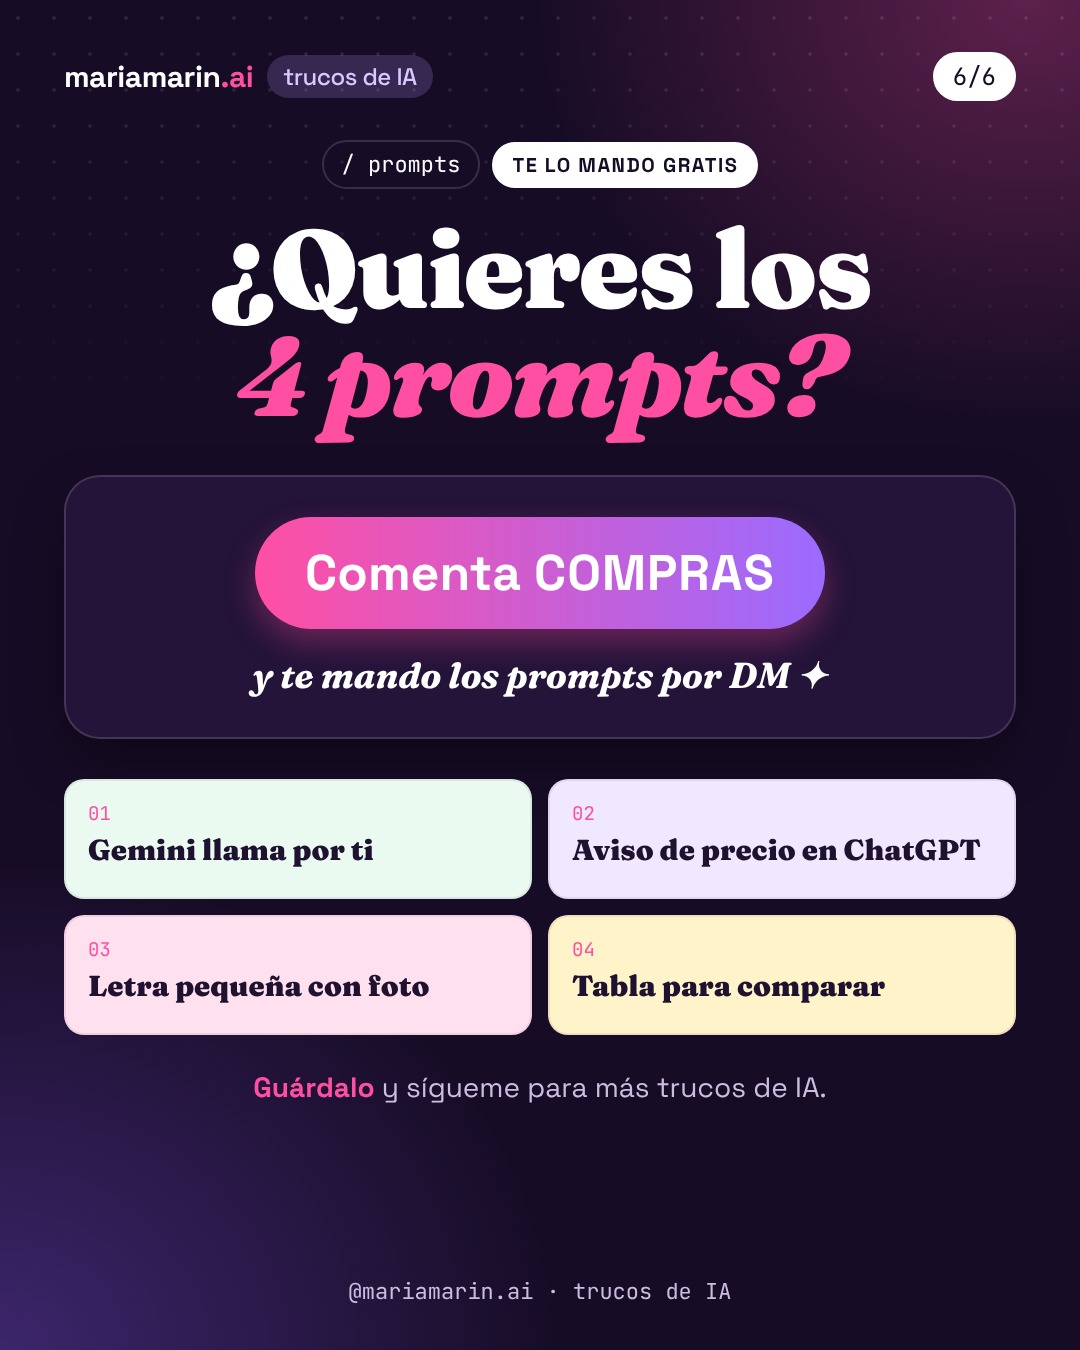 mariamarin.ai trucos de IA 6/6
/ prompts TE LO MANDO GRATIS
¿Quieres los
4 prompts?
Comenta COMPRAS
y te mando los prompts por DM ✦
01
Gemini llama por ti
02
Aviso de precio en ChatGPT
03
Letra pequeña con foto
04
Tabla para comparar
Guárdalo y sígueme para más trucos de IA.
@mariamarin.ai · trucos de IA